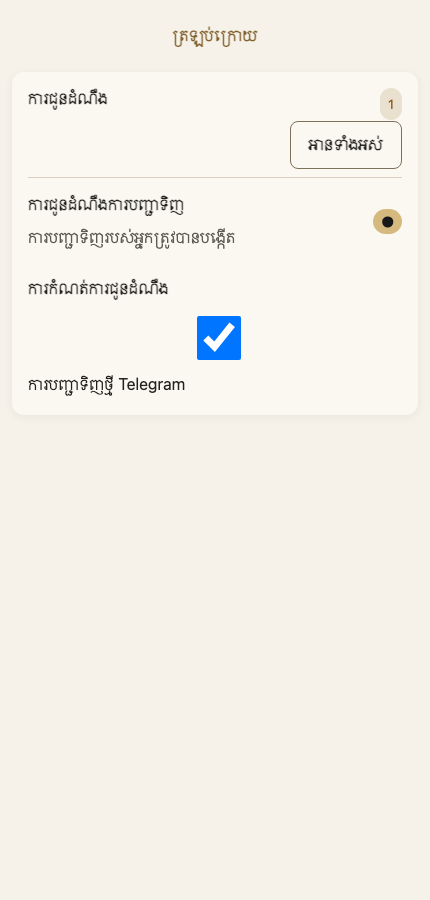 ត្រឡប់ក្រោយ
ការជូនដំណឹង
1
អានទាំងអស់
ការជូនដំណឹងការបញ្ជាទិញ
ការបញ្ជាទិញរបស់អ្នកត្រូវបានបង្កើត
ការកំណត់ការជូនដំណឹង
ការបញ្ជាទិញថ្មី Telegram